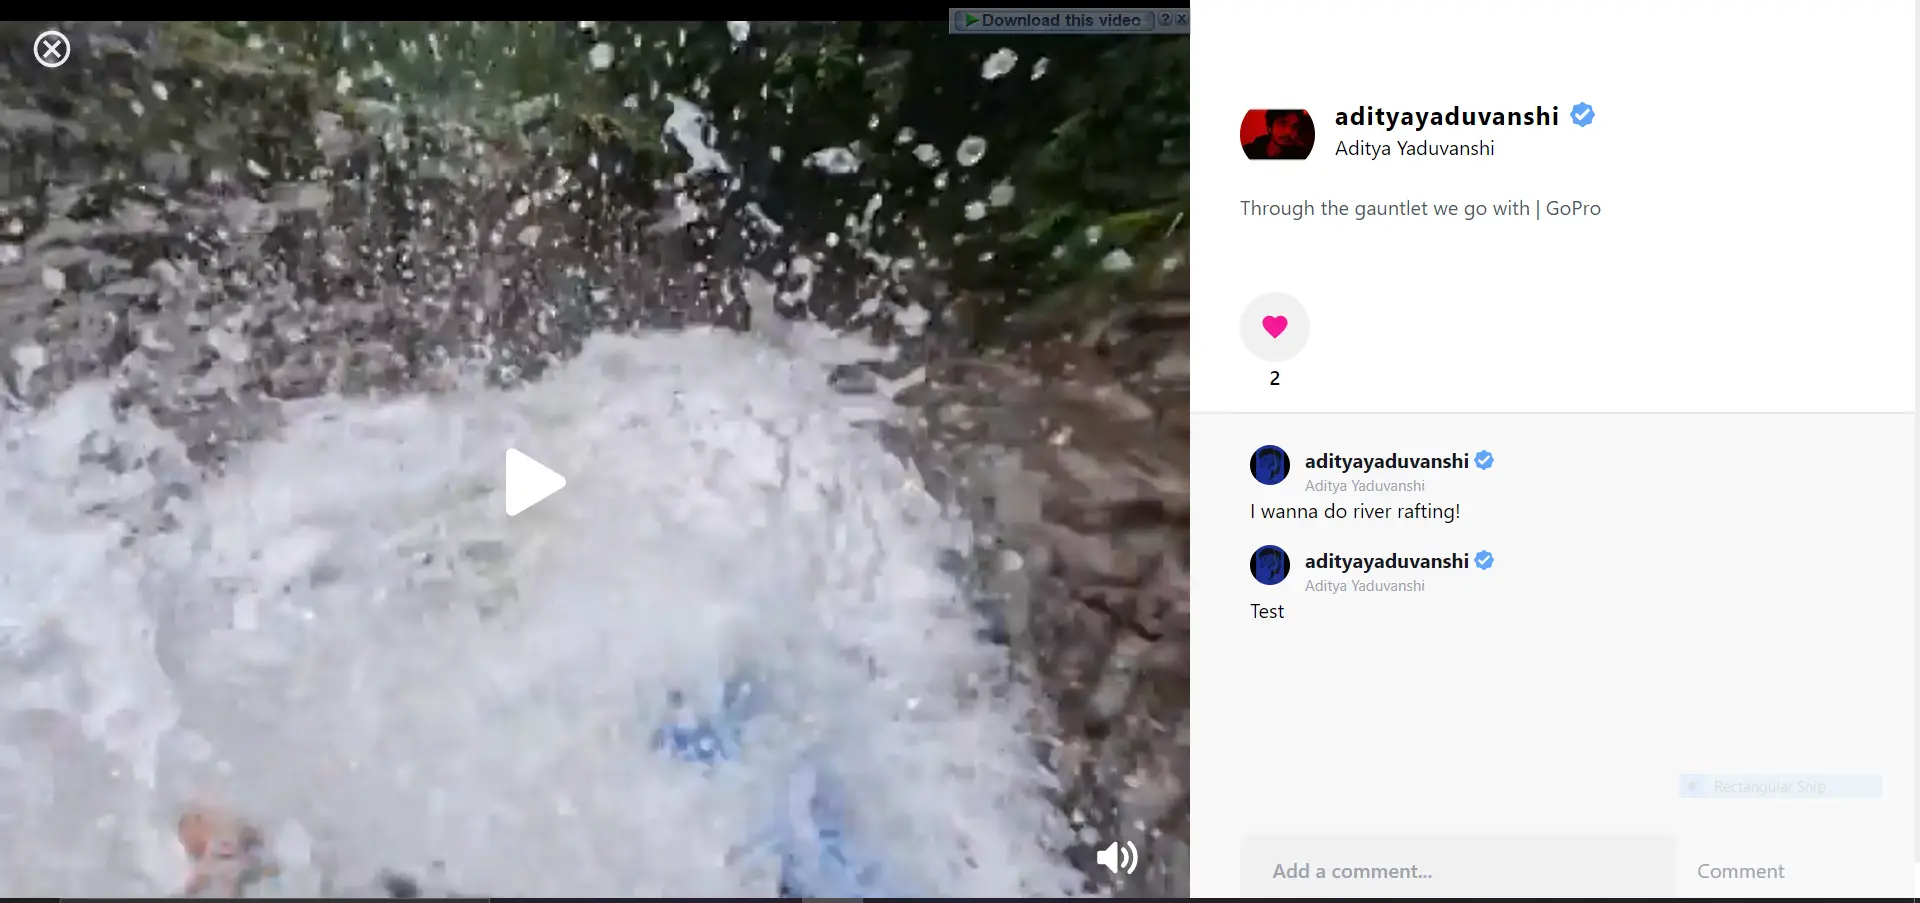 Download this video ? X
adityayaduvanshi
Aditya Yaduvanshi
Through the gauntlet we go with | GoPro
2
adityayaduvanshi
Aditya Yaduvanshi
I wanna do river rafting!
adityayaduvanshi
Aditya Yaduvanshi
Test
Rectangular Snip
Add a comment...
Comment